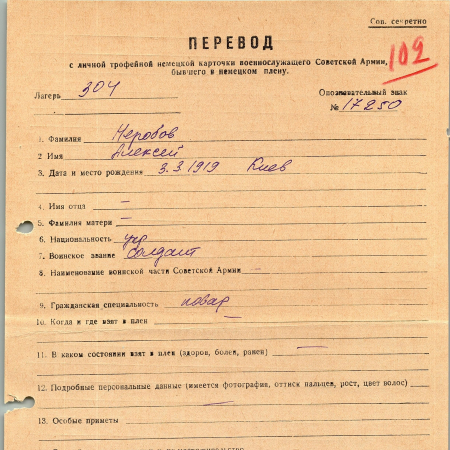 Сов. секретно
ПЕРЕВОД
102
с личной трофейной немецкой карточки военнослужащего Советской Армии,
бывшего в немецком плену.
Лагерь 304
Опознавательный знак
№ 17250
1. Фамилия Неробов
2 Имя Алексей
3. Дата и место рождения 3.3.1919 Киев
4. Имя отца —
5. Фамилия матери —
6. Национальность укр
7. Воинское звание солдат
8. Наименование воинской части Советской Армии
9. Гражданская специальность повар
10. Когда и где взят в плен —
11. В каком состоянии взят в плен (здоров, болен, ранен) —
12. Подробные персональные данные (имеется фотография, оттиск пальцев, рост, цвет волос)
—
13. Особые приметы